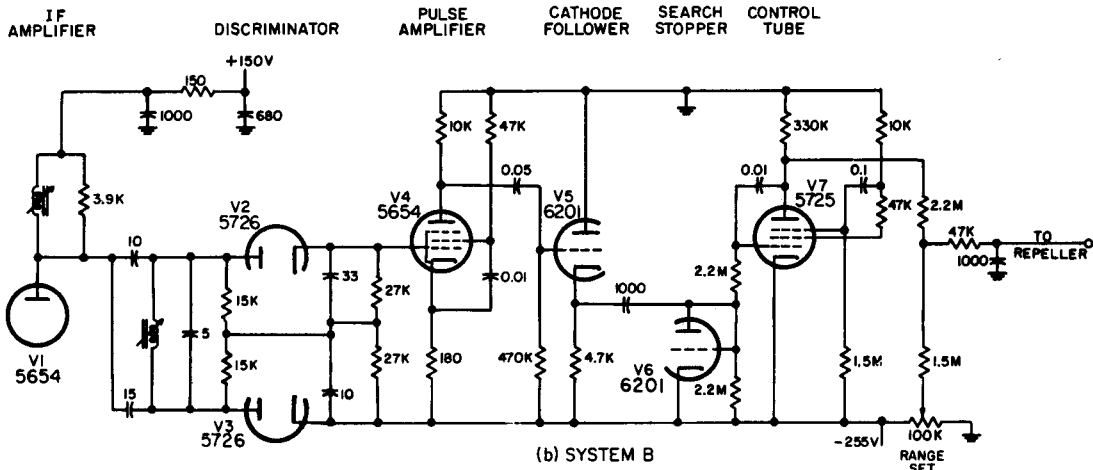 IF AMPLIFIER
DISCRIMINATOR
PULSE AMPLIFIER
CATHODE FOLLOWER
SEARCH STOPPER
CONTROL TUBE
+150V
150
1000
680
10K
47K
330K
10K
3.9K
0.05
0.01
0.1
V2
5726
V4
5654
V5
6201
V7
5725
47K
2.2M
10
33
27K
0.01
2.2M
47K
TO REPELLER
1000
15K
5
1000
V1
5654
15K
27K
180
470K
4.7K
V6
6201
2.2M
1.5M
1.5M
15
10
V3
5726
-255V
100K
RANGE SET
(b) SYSTEM B